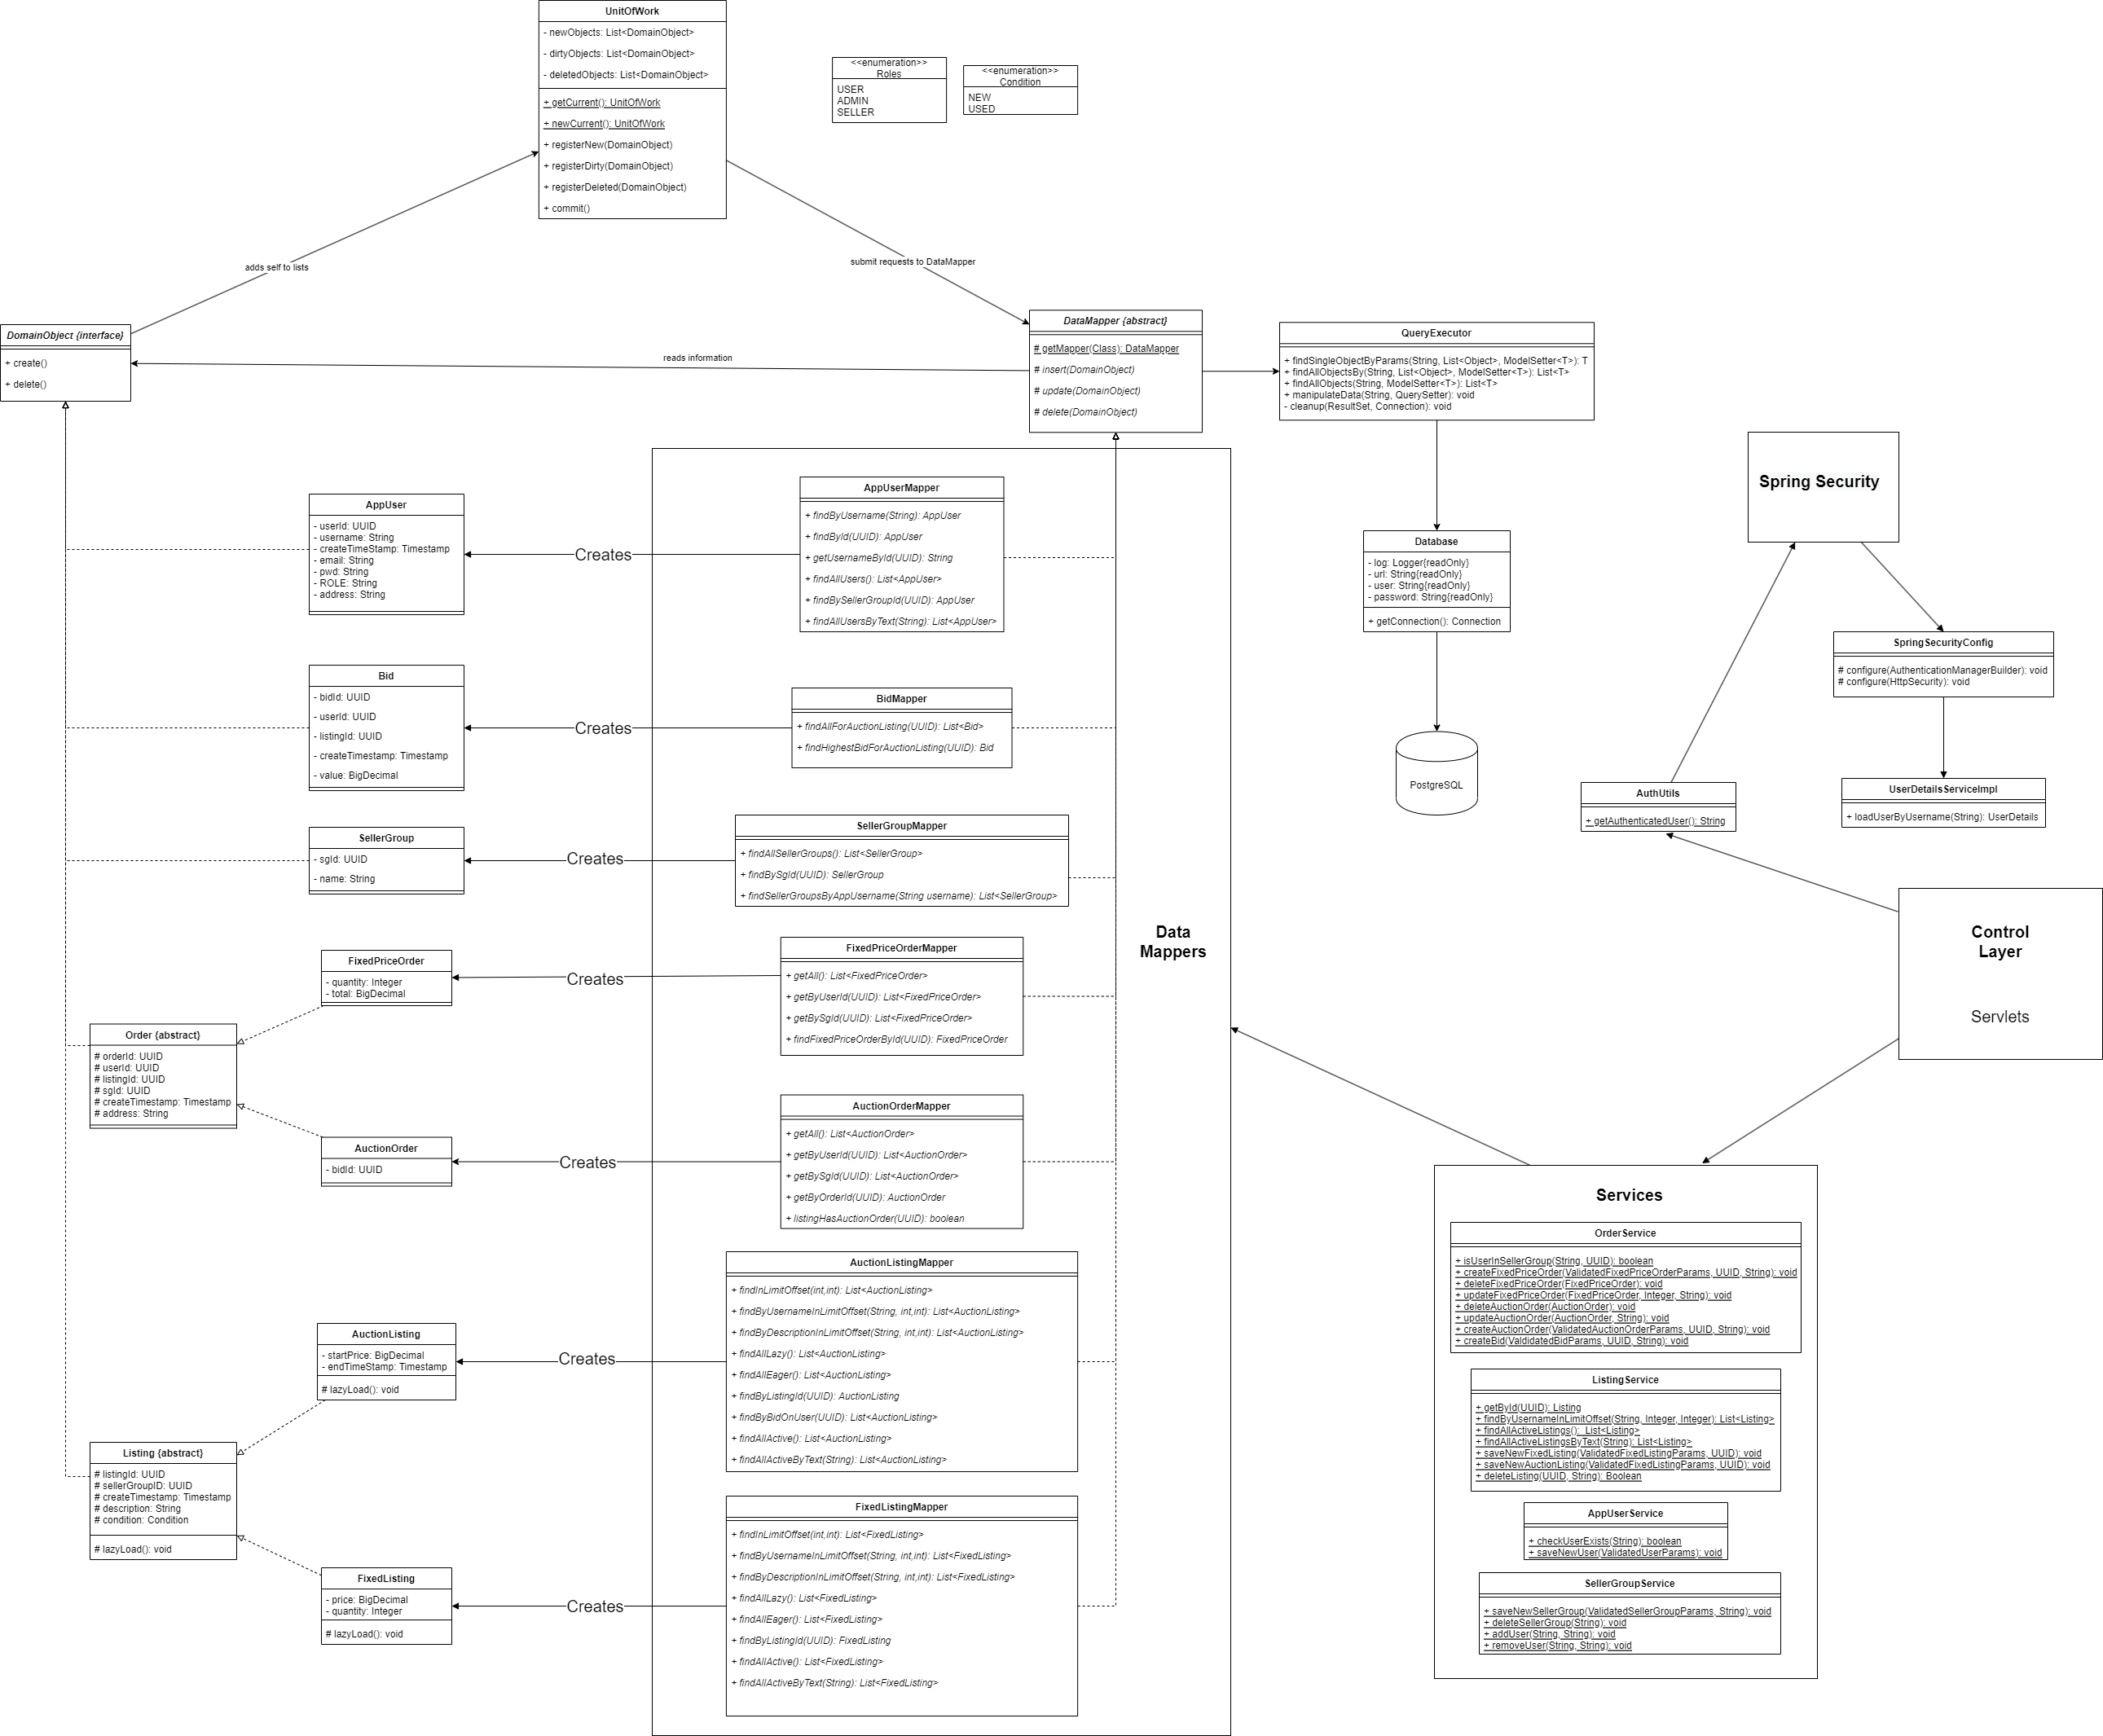 UnitOfWork
- newObjects: List<DomainObject>
- dirtyObjects: List<DomainObject>
- deletedObjects: List<DomainObject>
+ getCurrent(): UnitOfWork
+ newCurrent(): UnitOfWork
+ registerNew(DomainObject)
+ registerDirty(DomainObject)
+ registerDeleted(DomainObject)
+ commit()
<<enumeration>>
Roles
USER
ADMIN
SELLER
<<enumeration>>
Condition
NEW
USED
adds self to lists
submit requests to DataMapper
DomainObject {interface}
+ create()
+ delete()
reads information
DataMapper {abstract}
# getMapper(Class): DataMapper
# insert(DomainObject)
# update(DomainObject)
# delete(DomainObject)
QueryExecutor
+ findSingleObjectByParams(String, List<Object>, ModelSetter<T>): T
+ findAllObjectsBy(String, List<Object>, ModelSetter<T>): List<T>
+ findAllObjects(String, ModelSetter<T>): List<T>
+ manipulateData(String, QuerySetter): void
- cleanup(ResultSet, Connection): void
Database
- log: Logger{readOnly}
- url: String{readOnly}
- user: String{readOnly}
- password: String{readOnly}
+ getConnection(): Connection
PostgreSQL
Spring Security
SpringSecurityConfig
# configure(AuthenticationManagerBuilder): void
# configure(HttpSecurity): void
UserDetailsServiceImpl
+ loadUserByUsername(String): UserDetails
AuthUtils
+ getAuthenticatedUser(): String
Control
Layer
Servlets
AppUser
- userId: UUID
- username: String
- createTimeStamp: Timestamp
- email: String
- pwd: String
- ROLE: String
- address: String
Creates
AppUserMapper
+ findByUsername(String): AppUser
+ findById(UUID): AppUser
+ getUsernameById(UUID): String
+ findAllUsers(): List<AppUser>
+ findBySellerGroupId(UUID): AppUser
+ findAllUsersByText(String): List<AppUser>
Bid
- bidId: UUID
- userId: UUID
- listingId: UUID
- createTimestamp: Timestamp
- value: BigDecimal
Creates
BidMapper
+ findAllForAuctionListing(UUID): List<Bid>
+ findHighestBidForAuctionListing(UUID): Bid
SellerGroup
- sgId: UUID
- name: String
Creates
SellerGroupMapper
+ findAllSellerGroups(): List<SellerGroup>
+ findBySgId(UUID): SellerGroup
+ findSellerGroupsByAppUsername(String username): List<SellerGroup>
Data
Mappers
FixedPriceOrder
- quantity: Integer
- total: BigDecimal
Creates
FixedPriceOrderMapper
+ getAll(): List<FixedPriceOrder>
+ getByUserId(UUID): List<FixedPriceOrder>
+ getBySgId(UUID): List<FixedPriceOrder>
+ findFixedPriceOrderById(UUID): FixedPriceOrder
Order {abstract}
# orderId: UUID
# userId: UUID
# listingId: UUID
# sgId: UUID
# createTimestamp: Timestamp
# address: String
AuctionOrder
- bidId: UUID
Creates
AuctionOrderMapper
+ getAll(): List<AuctionOrder>
+ getByUserId(UUID): List<AuctionOrder>
+ getBySgId(UUID): List<AuctionOrder>
+ getByOrderId(UUID): AuctionOrder
+ listingHasAuctionOrder(UUID): boolean
AuctionListing
- startPrice: BigDecimal
- endTimeStamp: Timestamp
# lazyLoad(): void
Creates
AuctionListingMapper
+ findInLimitOffset(int,int): List<AuctionListing>
+ findByUsernameInLimitOffset(String, int,int): List<AuctionListing>
+ findByDescriptionInLimitOffset(String, int,int): List<AuctionListing>
+ findAllLazy(): List<AuctionListing>
+ findAllEager(): List<AuctionListing>
+ findByListingId(UUID): AuctionListing
+ findByBidOnUser(UUID): List<AuctionListing>
+ findAllActive(): List<AuctionListing>
+ findAllActiveByText(String): List<AuctionListing>
Listing {abstract}
# listingId: UUID
# sellerGroupID: UUID
# createTimestamp: Timestamp
# description: String
# condition: Condition
# lazyLoad(): void
FixedListing
- price: BigDecimal
- quantity: Integer
# lazyLoad(): void
Creates
FixedListingMapper
+ findInLimitOffset(int,int): List<FixedListing>
+ findByUsernameInLimitOffset(String, int,int): List<FixedListing>
+ findByDescriptionInLimitOffset(String, int,int): List<FixedListing>
+ findAllLazy(): List<FixedListing>
+ findAllEager(): List<FixedListing>
+ findByListingId(UUID): FixedListing
+ findAllActive(): List<FixedListing>
+ findAllActiveByText(String): List<FixedListing>
Services
OrderService
+ isUserInSellerGroup(String, UUID): boolean
+ createFixedPriceOrder(ValidatedFixedPriceOrderParams, UUID, String): void
+ deleteFixedPriceOrder(FixedPriceOrder): void
+ updateFixedPriceOrder(FixedPriceOrder, Integer, String): void
+ deleteAuctionOrder(AuctionOrder): void
+ updateAuctionOrder(AuctionOrder, String): void
+ createAuctionOrder(ValidatedAuctionOrderParams, UUID, String): void
+ createBid(ValdidatedBidParams, UUID, String): void
ListingService
+ getById(UUID): Listing
+ findByUsernameInLimitOffset(String, Integer, Integer): List<Listing>
+ findAllActiveListings(): List<Listing>
+ findAllActiveListingsByText(String): List<Listing>
+ saveNewFixedListing(ValidatedFixedListingParams, UUID): void
+ saveNewAuctionListing(ValidatedFixedListingParams, UUID): void
+ deleteListing(UUID, String): Boolean
AppUserService
+ checkUserExists(String): boolean
+ saveNewUser(ValidatedUserParams): void
SellerGroupService
+ saveNewSellerGroup(ValidatedSellerGroupParams, String): void
+ deleteSellerGroup(String): void
+ addUser(String, String): void
+ removeUser(String, String): void